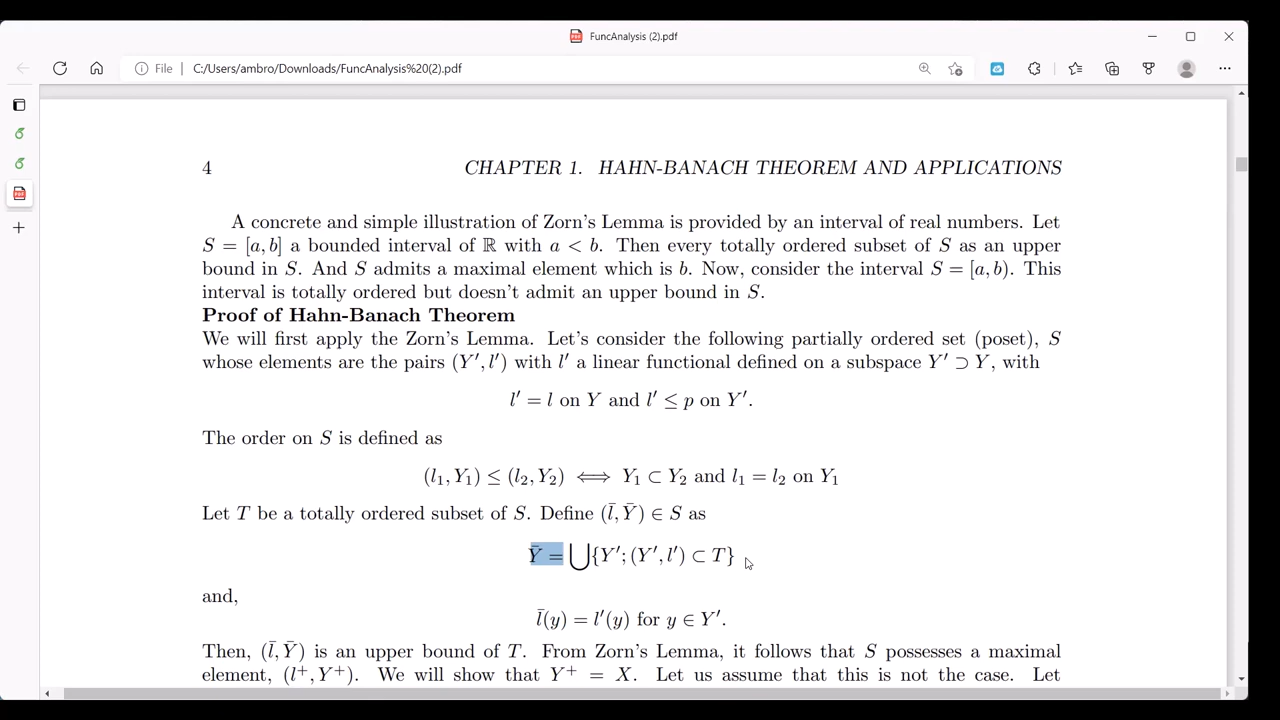 FuncAnalysis (2).pdf
File | C:/Users/ambro/Downloads/FuncAnalysis%20(2).pdf
4 CHAPTER 1. HAHN-BANACH THEOREM AND APPLICATIONS
A concrete and simple illustration of Zorn's Lemma is provided by an interval of real numbers. Let
S = [a, b] a bounded interval of ℝ with a < b. Then every totally ordered subset of S as an upper
bound in S. And S admits a maximal element which is b. Now, consider the interval S = [a, b). This
interval is totally ordered but doesn't admit an upper bound in S.
Proof of Hahn-Banach Theorem
We will first apply the Zorn's Lemma. Let's consider the following partially ordered set (poset), S
whose elements are the pairs (Y′, l′) with l′ a linear functional defined on a subspace Y′ ⊃ Y, with
l′ = l on Y and l′ ≤ p on Y′.
The order on S is defined as
(l₁, Y₁) ≤ (l₂, Y₂) ⟺ Y₁ ⊂ Y₂ and l₁ = l₂ on Y₁
Let T be a totally ordered subset of S. Define (l̄, Ȳ) ∈ S as
Ȳ = ⋃{Y′; (Y′, l′) ⊂ T}
and,
l̄(y) = l′(y) for y ∈ Y′.
Then, (l̄, Ȳ) is an upper bound of T. From Zorn's Lemma, it follows that S possesses a maximal
element, (l⁺, Y⁺). We will show that Y⁺ = X. Let us assume that this is not the case. Let